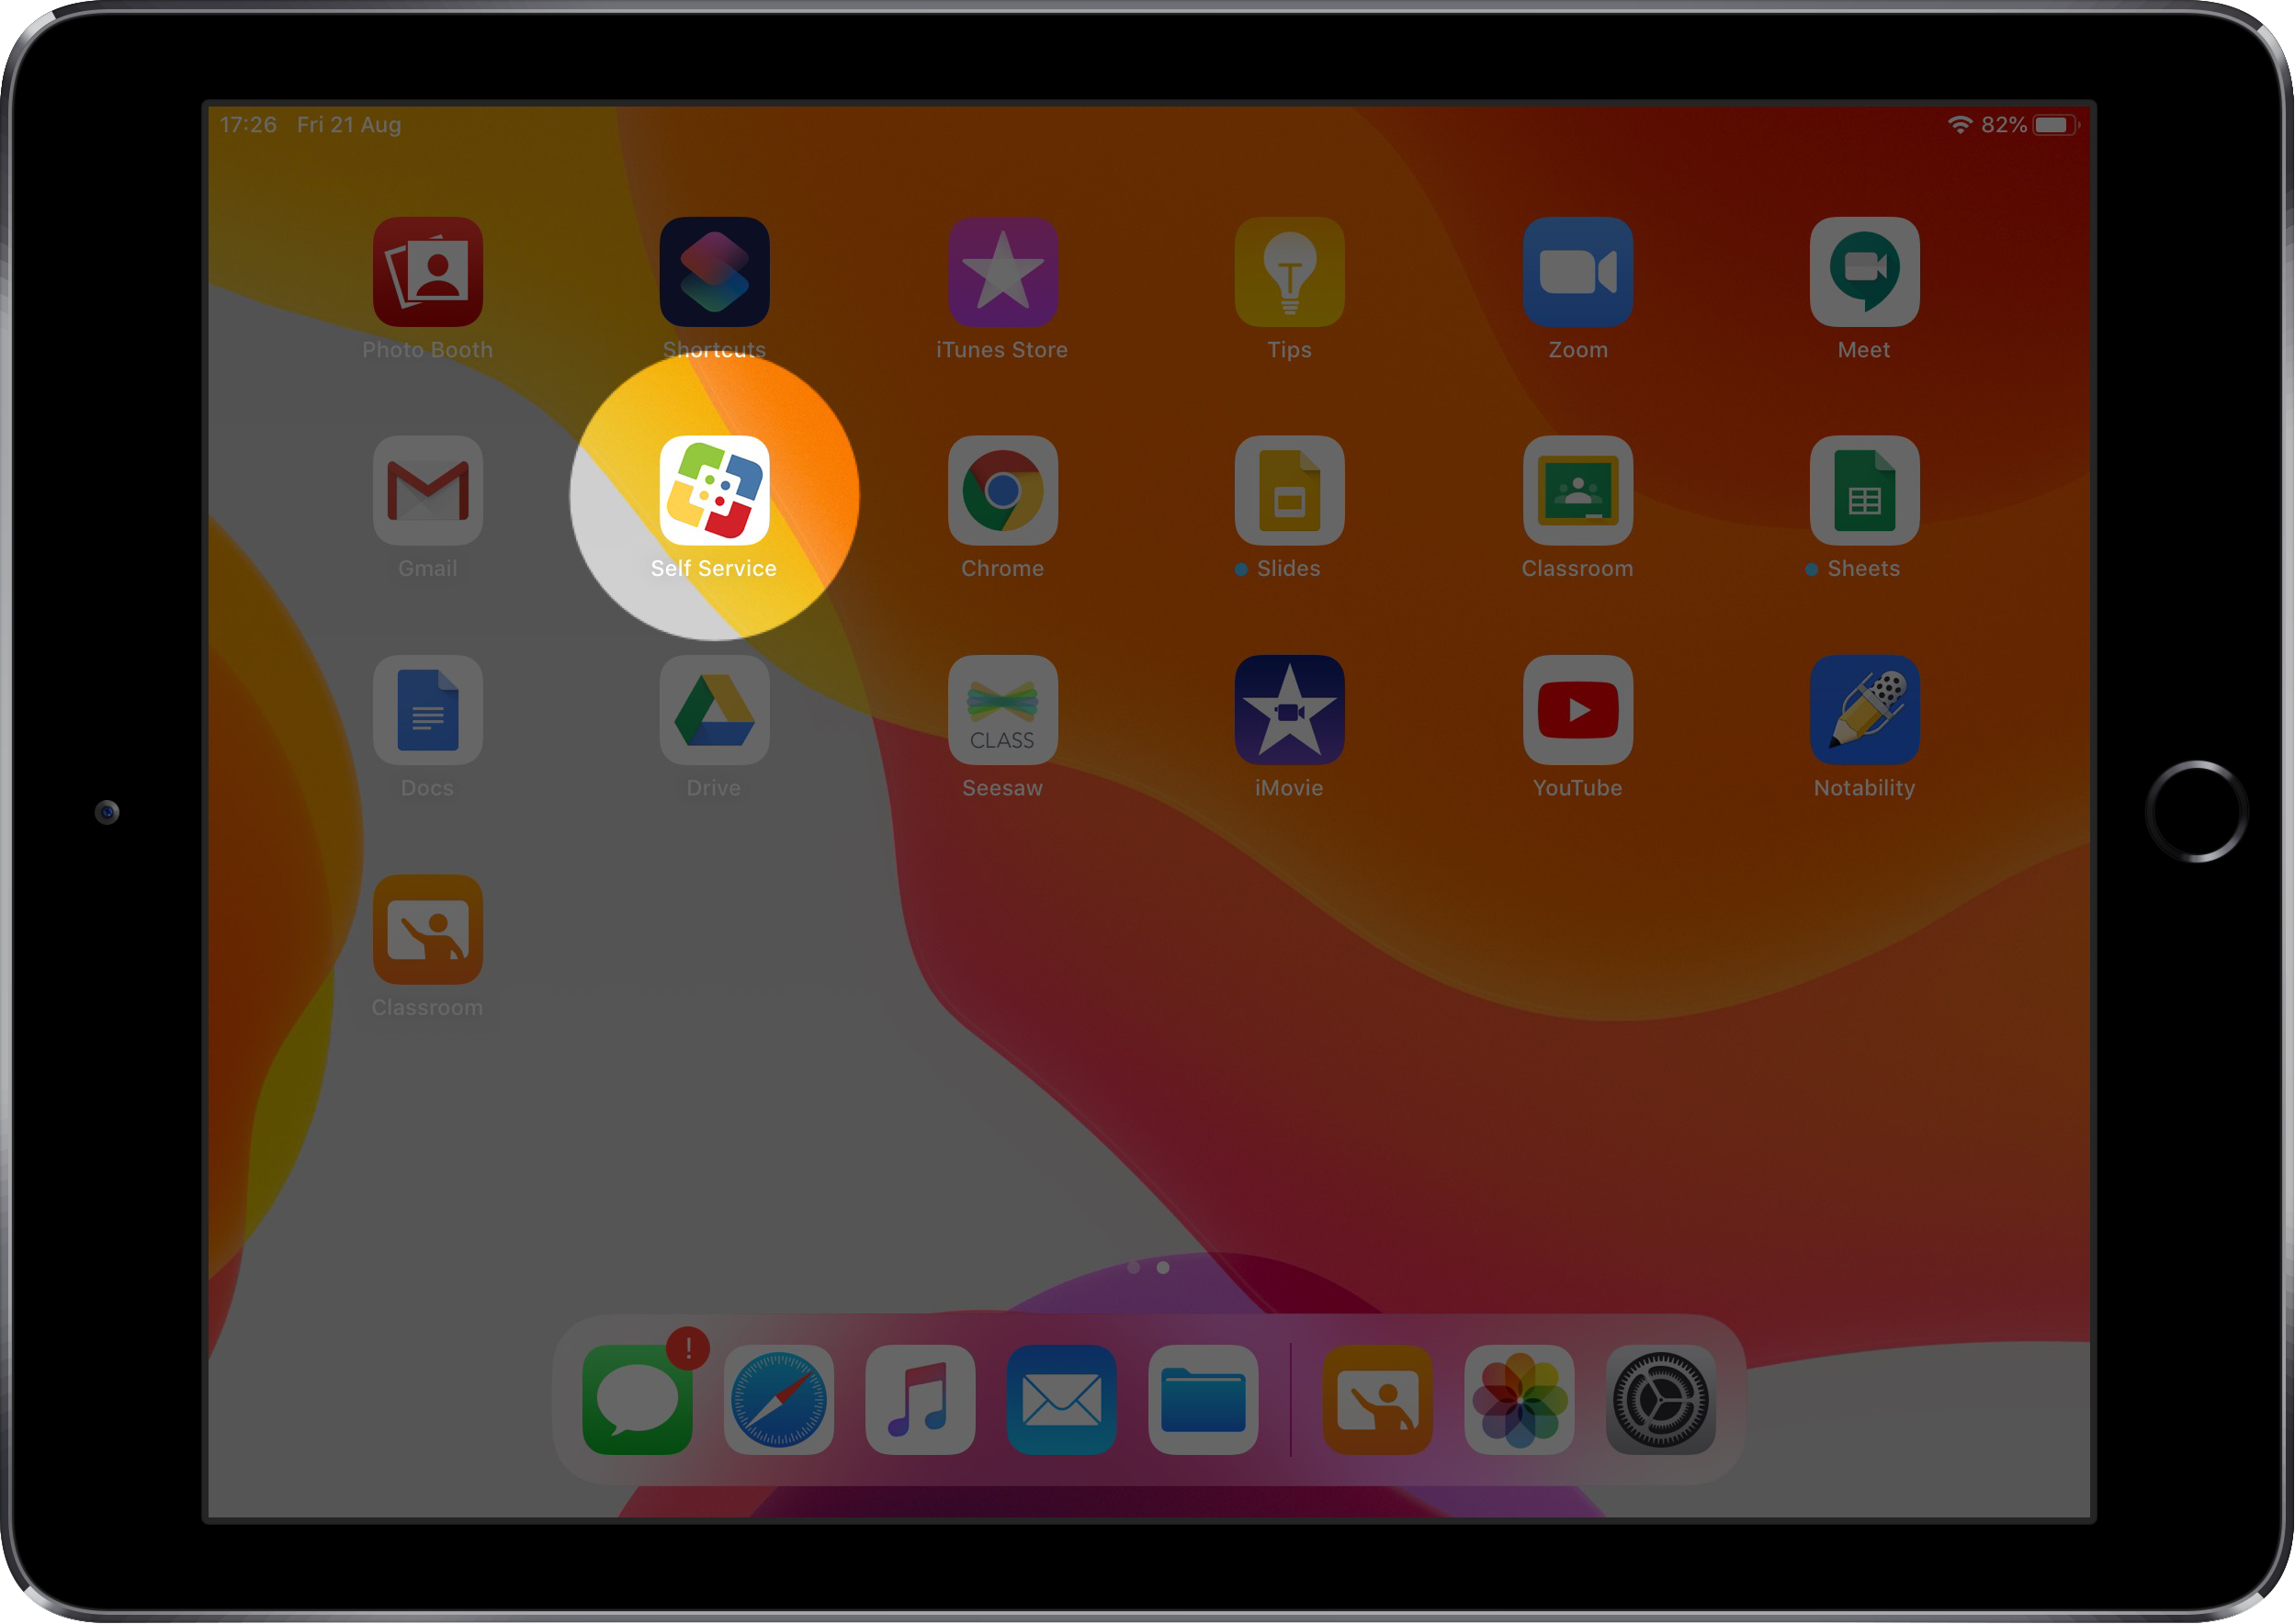 17:26 Fri 21 Aug 82%
Photo Booth Shortcuts iTunes Store Tips Zoom Meet
Gmail Self Service Chrome Slides Classroom Sheets
CLASS
Docs Drive Seesaw iMovie YouTube Notability
Classroom
!